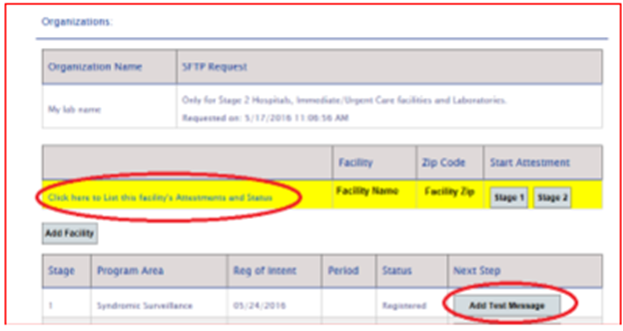 Organizations:
Organization Name SFTP Request
My lab name
Only for Stage 2 Hospitals, Immediate/Urgent Care facilities and Laboratories.
Requested on: 5/17/2016 11:06:56 AM
Facility Zip Code Start Attestment
Click here to List this facility's Attestments and Status Facility Name Facility Zip Stage 1 Stage 2
Add Facility
Stage Program Area Reg of Intent Period Status Next Step
1 Syndromic Surveillance 05/24/2016 Registered Add Test Message